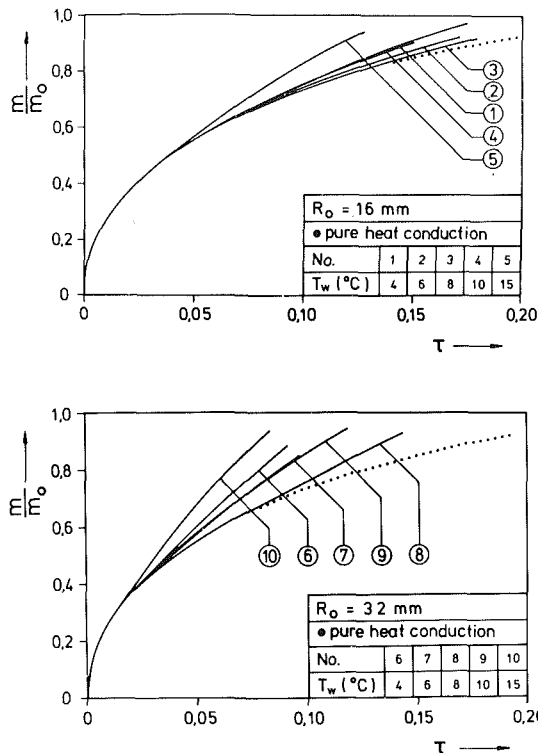 m/m₀
1,0
0,8
0,6
0,4
0,2
0
③
②
①
④
⑤
R₀ = 16 mm
● pure heat conduction
No. 1 2 3 4 5
T_w (°C) 4 6 8 10 15
0 0,05 0,10 0,15 0,20
τ
m/m₀
1,0
0,8
0,6
0,4
0,2
0
⑩ ⑥ ⑦ ⑨ ⑧
R₀ = 32 mm
● pure heat conduction
No. 6 7 8 9 10
T_w (°C) 4 6 8 10 15
0 0,05 0,10 0,15 0,20
τ